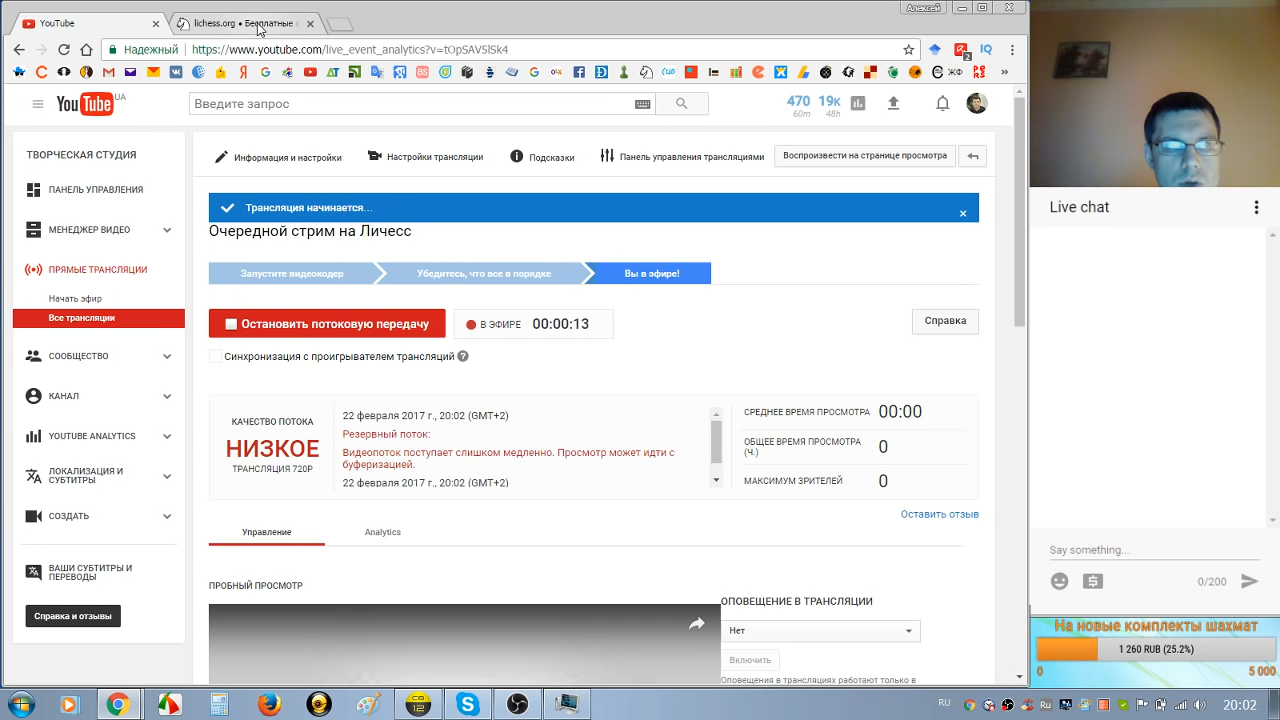 Алексей
YouTube
lichess.org • Бесплатные
Надежный
https://www.youtube.com/live_event_analytics?v=tOpSAV5lSk4
IQ
2
ЖФ
YouTube UA
Введите запрос
470 19к
60m 48h
ТВОРЧЕСКАЯ СТУДИЯ
ПАНЕЛЬ УПРАВЛЕНИЯ
МЕНЕДЖЕР ВИДЕО
ПРЯМЫЕ ТРАНСЛЯЦИИ
Начать эфир
Все трансляции
СООБЩЕСТВО
КАНАЛ
YOUTUBE ANALYTICS
ЛОКАЛИЗАЦИЯ И
СУБТИТРЫ
СОЗДАТЬ
ВАШИ СУБТИТРЫ И
ПЕРЕВОДЫ
Справка и отзывы
Информация и настройки
Настройки трансляции
Подсказки
Панель управления трансляциями
Воспроизвести на странице просмотра
Трансляция начинается...
Очередной стрим на Личесс
Запустите видеокодер
Убедитесь, что все в порядке
Вы в эфире!
Остановить потоковую передачу
В ЭФИРЕ 00:00:13
Справка
Синхронизация с проигрывателем трансляций ?
КАЧЕСТВО ПОТОКА
НИЗКОЕ
ТРАНСЛЯЦИЯ 720P
22 февраля 2017 г., 20:02 (GMT+2)
Резервный поток:
Видеопоток поступает слишком медленно. Просмотр может идти с
буферизацией.
22 февраля 2017 г., 20:02 (GMT+2)
СРЕДНЕЕ ВРЕМЯ ПРОСМОТРА 00:00
ОБЩЕЕ ВРЕМЯ ПРОСМОТРА
(Ч.) 0
МАКСИМУМ ЗРИТЕЛЕЙ 0
Оставить отзыв
Управление
Analytics
ПРОБНЫЙ ПРОСМОТР
ОПОВЕЩЕНИЕ В ТРАНСЛЯЦИИ
Нет
Включить
Оповещения в трансляциях работают только в
Live chat
Say something...
0/200
На новые комплекты шахмат
1 260 RUB (25.2%)
0 5 000
RU
20:02